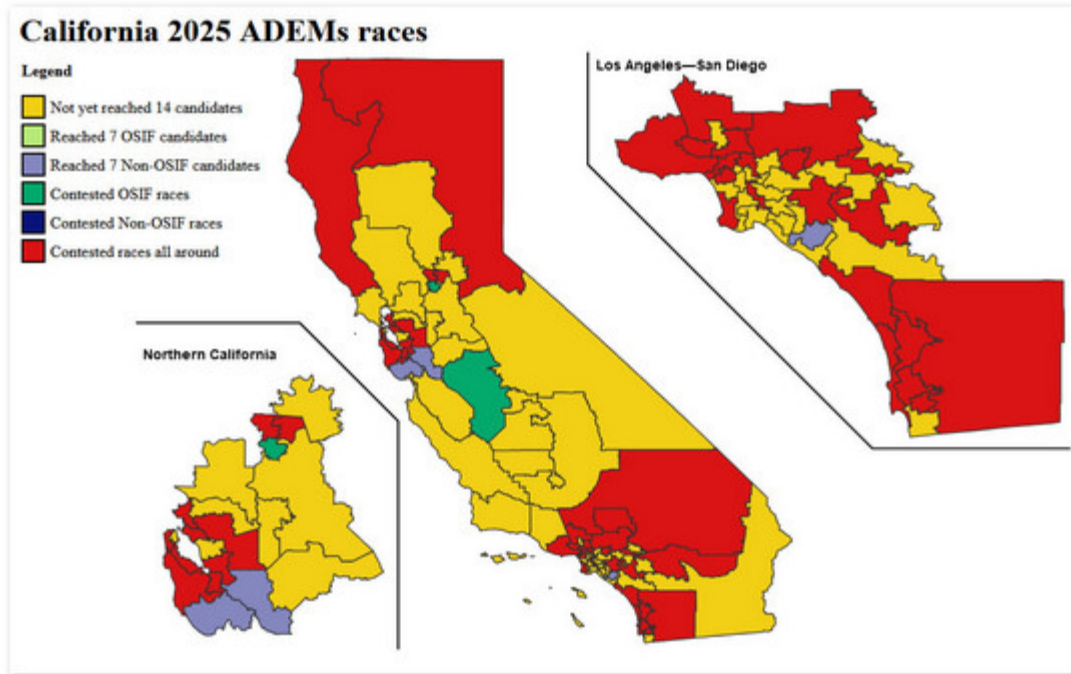 California 2025 ADEMs races
Legend
Not yet reached 14 candidates
Reached 7 OSIF candidates
Reached 7 Non-OSIF candidates
Contested OSIF races
Contested Non-OSIF races
Contested races all around
Los Angeles—San Diego
Northern California